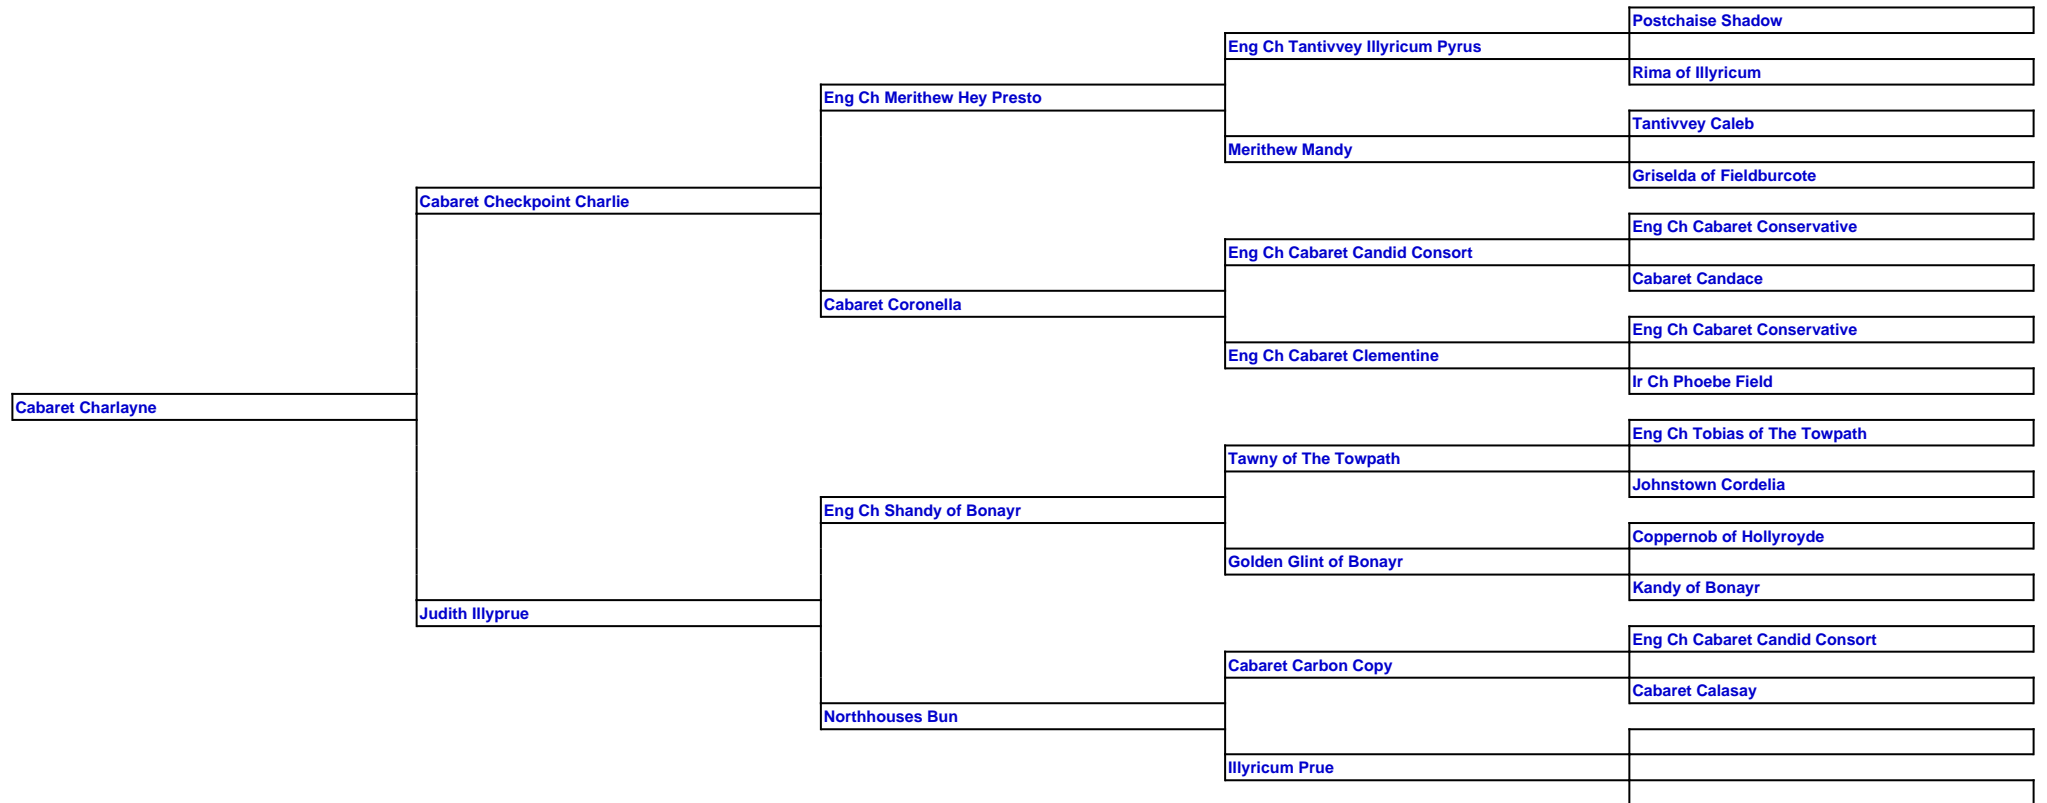 Postchaise Shadow
Eng Ch Tantivvey Illyricum Pyrus
Rima of Illyricum
Eng Ch Merithew Hey Presto
Tantivvey Caleb
Merithew Mandy
Griselda of Fieldburcote
Cabaret Checkpoint Charlie
Eng Ch Cabaret Conservative
Eng Ch Cabaret Candid Consort
Cabaret Candace
Cabaret Coronella
Eng Ch Cabaret Conservative
Eng Ch Cabaret Clementine
Ir Ch Phoebe Field
Cabaret Charlayne
Eng Ch Tobias of The Towpath
Tawny of The Towpath
Johnstown Cordelia
Eng Ch Shandy of Bonayr
Coppernob of Hollyroyde
Golden Glint of Bonayr
Kandy of Bonayr
Judith Illyprue
Eng Ch Cabaret Candid Consort
Cabaret Carbon Copy
Cabaret Calasay
Northhouses Bun
Illyricum Prue